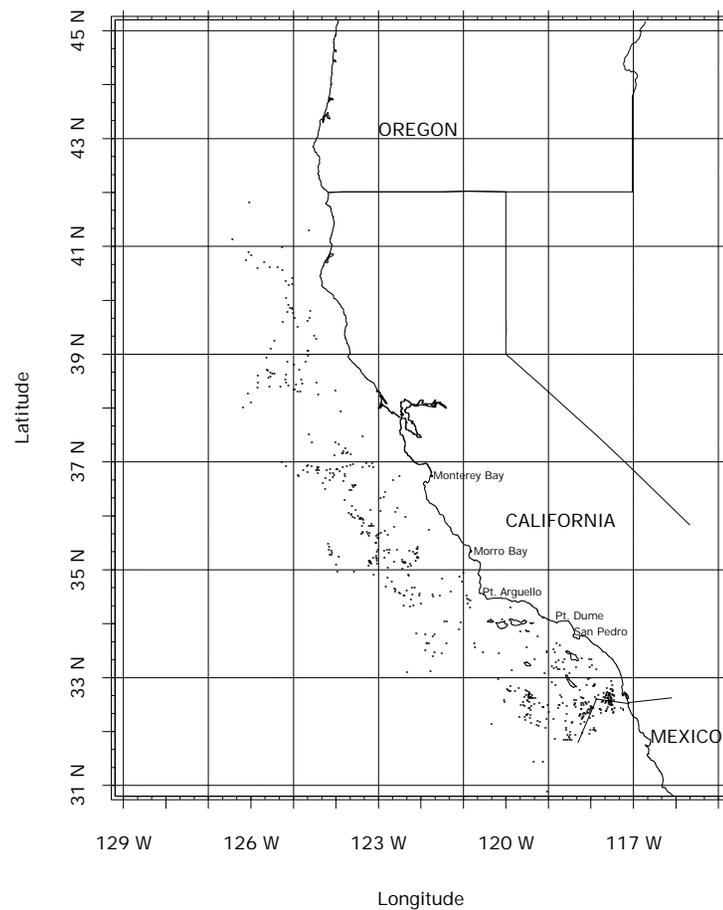 45 N
43 N
OREGON
41 N
39 N
Latitude
37 N
Monterey Bay
CALIFORNIA
Morro Bay
35 N
Pt. Arguello
Pt. Dume
San Pedro
33 N
MEXICO
31 N
129 W 126 W 123 W 120 W 117 W
Longitude